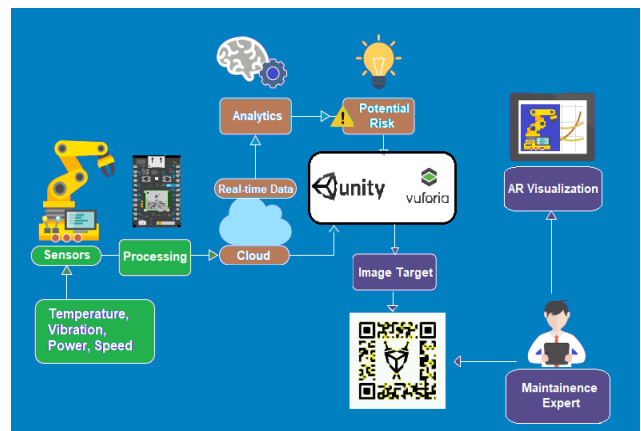 Analytics
Potential
Risk
Real-time Data
unity
vuforia
AR Visualization
Sensors
Processing
Cloud
Image Target
Temperature,
Vibration,
Power, Speed
Maintainence
Expert